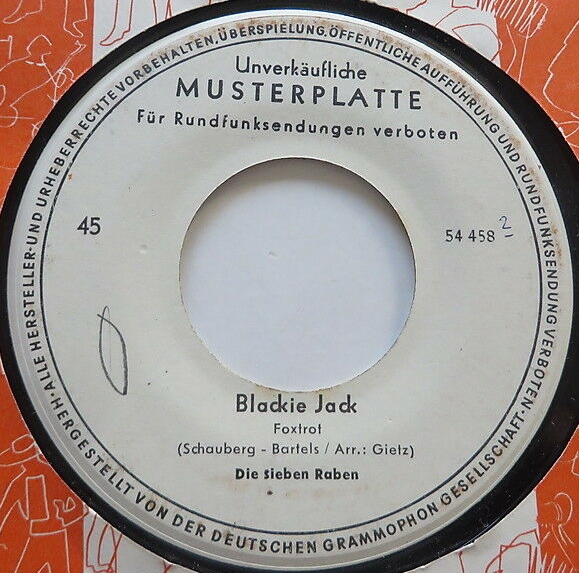 ·ALLE HERSTELLER-UND URHEBERRECHTE VORBEHALTEN, ÜBERSPIELUNG, ÖFFENTLICHE AUFFÜHRUNG UND RUNDFUNKSENDUNG VERBOTEN·
Unverkäufliche
MUSTERPLATTE
Für Rundfunksendungen verboten
45
54 458 2
Blackie Jack
Foxtrot
(Schauberg - Bartels / Arr.: Gietz)
Die sieben Raben
HERGESTELLT VON DER DEUTSCHEN GRAMMOPHON GESELLSCHAFT·